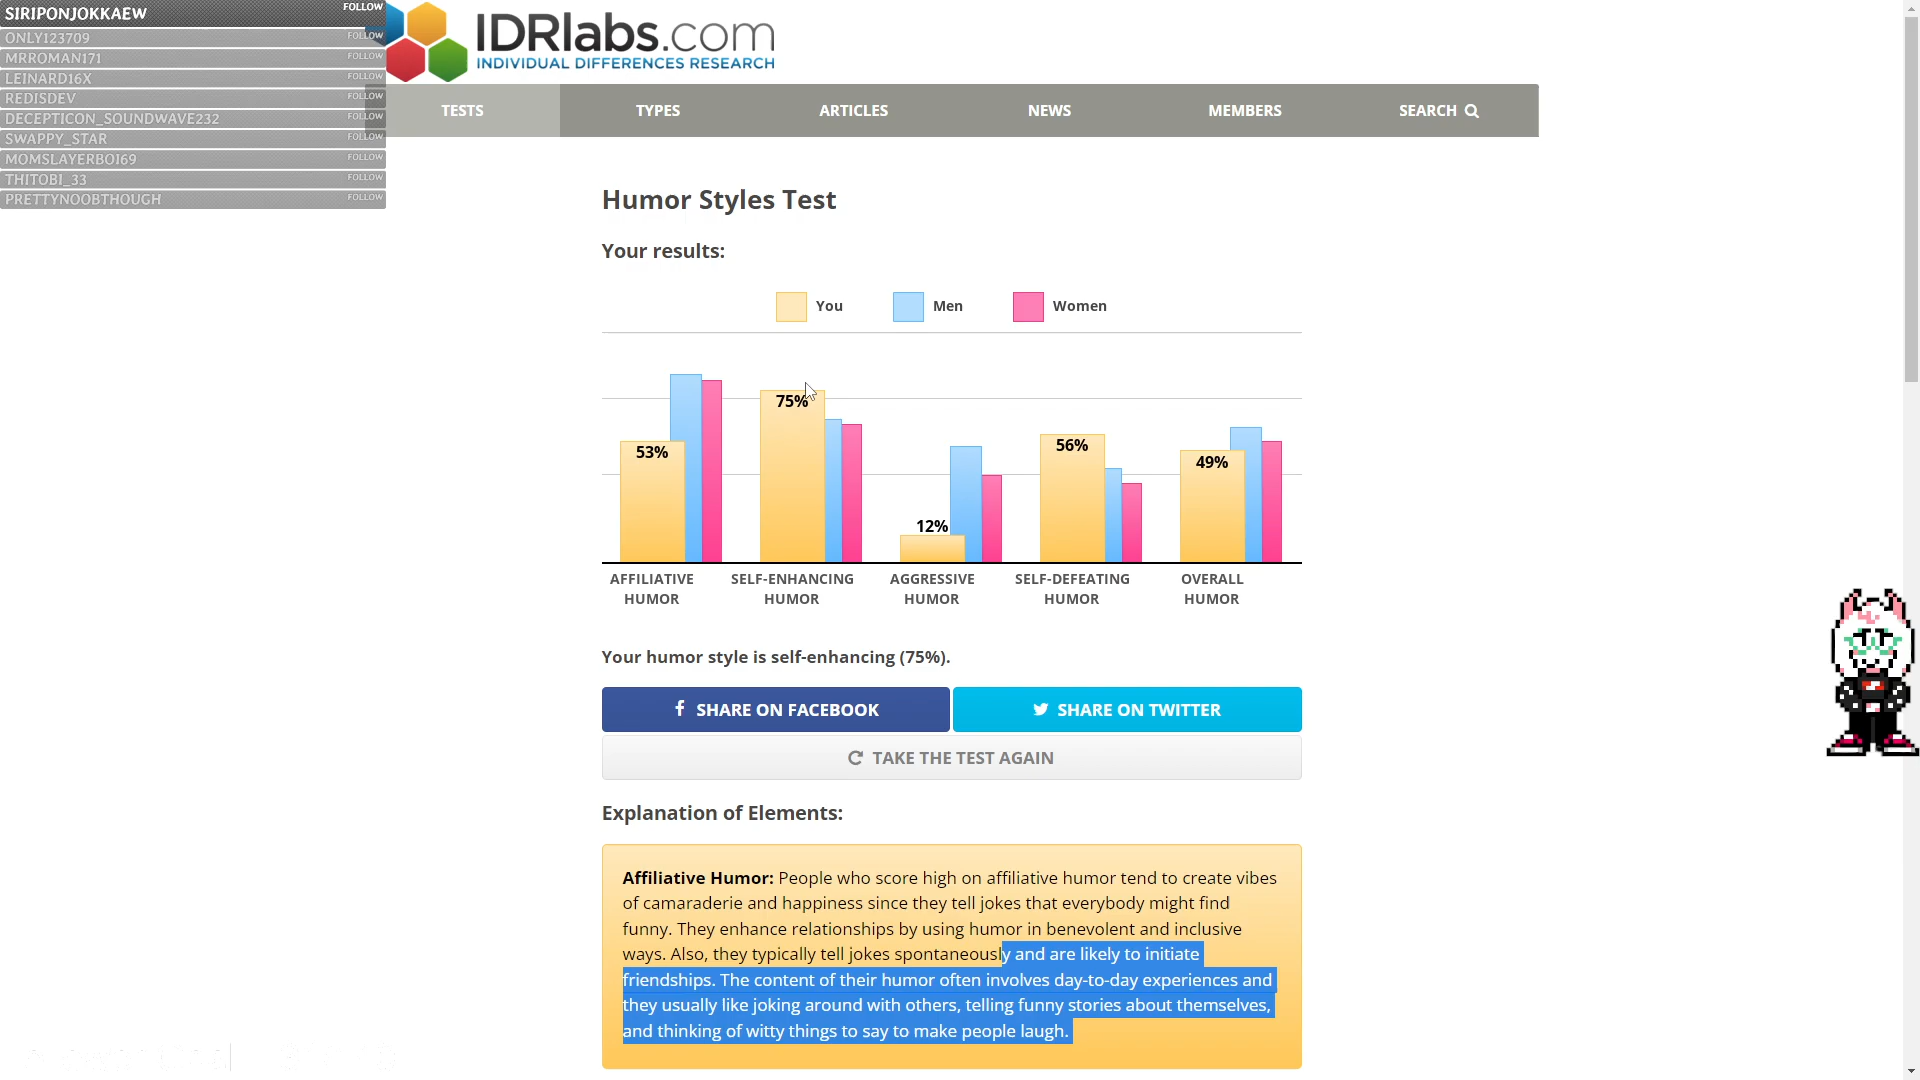 SIRIPONJOKKAEW FOLLOW
ONLY123709 FOLLOW
MRROMAN171 FOLLOW
LEINARD16X FOLLOW
REDISDEV FOLLOW
DECEPTICON_SOUNDWAVE232 FOLLOW
SWAPPY_STAR FOLLOW
MOMSLAYERBOI69 FOLLOW
THITOBI_33 FOLLOW
PRETTYNOOBTHOUGH FOLLOW
IDRlabs.com
INDIVIDUAL DIFFERENCES RESEARCH
TESTS TYPES ARTICLES NEWS MEMBERS SEARCH
Humor Styles Test
Your results:
You Men Women
53% 75% 12% 56% 49%
AFFILIATIVE HUMOR
SELF-ENHANCING HUMOR
AGGRESSIVE HUMOR
SELF-DEFEATING HUMOR
OVERALL HUMOR
Your humor style is self-enhancing (75%).
SHARE ON FACEBOOK SHARE ON TWITTER
TAKE THE TEST AGAIN
Explanation of Elements:
Affiliative Humor: People who score high on affiliative humor tend to create vibes
of camaraderie and happiness since they tell jokes that everybody might find
funny. They enhance relationships by using humor in benevolent and inclusive
ways. Also, they typically tell jokes spontaneously and are likely to initiate
friendships. The content of their humor often involves day-to-day experiences and
they usually like joking around with others, telling funny stories about themselves,
and thinking of witty things to say to make people laugh.